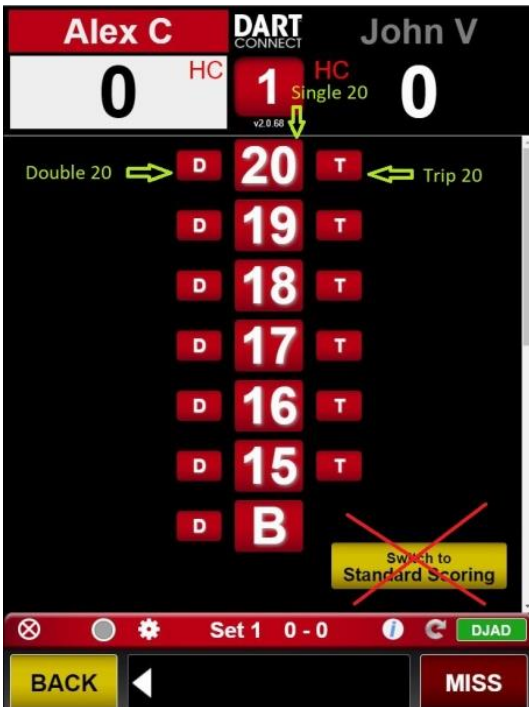 Alex C
DART
CONNECT
John V
0
HC
1
HC
0
Single 20
v2.0.68
Double 20
D
20
T
Trip 20
D
19
T
D
18
T
D
17
T
D
16
T
D
15
T
D
B
Switch to
Standard Scoring
Set 1 0 - 0
i
DJAD
BACK
MISS